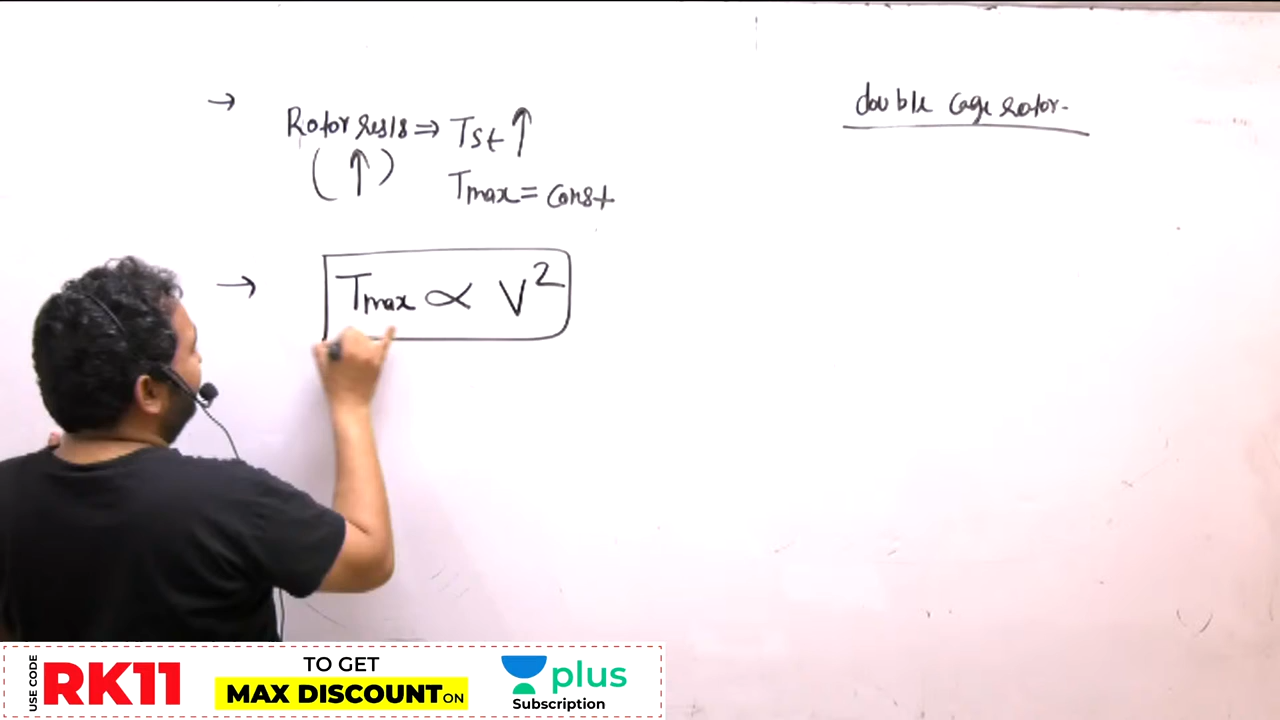 → Rotor resis ⇒ Tst ↑
(↑) Tmax = const
→ Tmax ∝ V²
double cage rotor.
USE CODE RK11
TO GET
MAX DISCOUNT ON
plus
Subscription